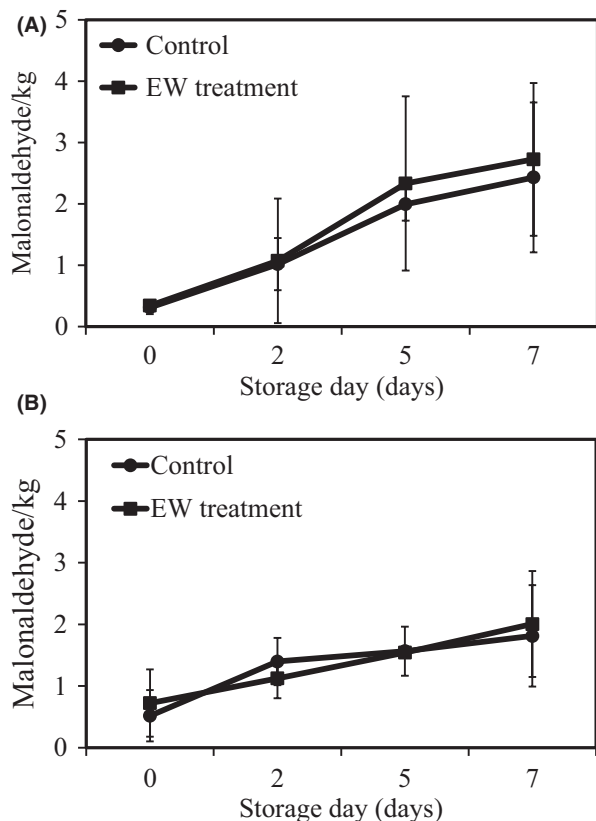 (A)
5
Control
EW treatment
4
3
2
1
0
Malonaldehyde/kg
0 2 5 7
Storage day (days)
(B)
5
Control
EW treatment
4
3
2
1
0
Malonaldehyde/kg
0 2 5 7
Storage day (days)